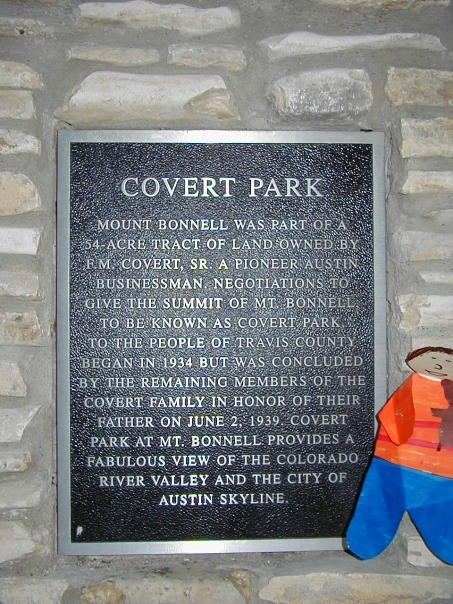 COVERT PARK
MOUNT BONNELL WAS PART OF A
54-ACRE TRACT OF LAND OWNED BY
F.M. COVERT, SR. A PIONEER AUSTIN
BUSINESSMAN. NEGOTIATIONS TO
GIVE THE SUMMIT OF MT. BONNELL,
TO BE KNOWN AS COVERT PARK,
TO THE PEOPLE OF TRAVIS COUNTY
BEGAN IN 1934 BUT WAS CONCLUDED
BY THE REMAINING MEMBERS OF THE
COVERT FAMILY IN HONOR OF THEIR
FATHER ON JUNE 2, 1939. COVERT
PARK AT MT. BONNELL PROVIDES A
FABULOUS VIEW OF THE COLORADO
RIVER VALLEY AND THE CITY OF
AUSTIN SKYLINE.